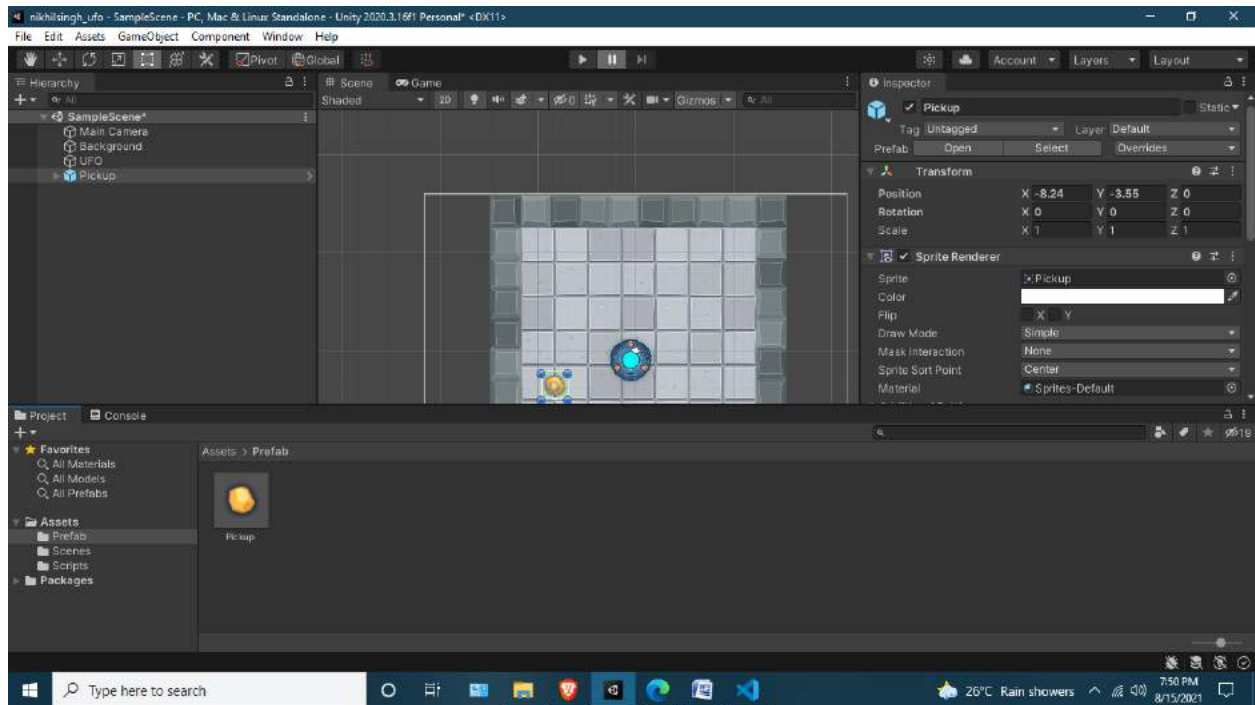 nikhilsingh_ufo - SampleScene - PC, Mac & Linux Standalone - Unity 2020.3.16f1 Personal* <DX11>
File Edit Assets GameObject Component Window Help
Pivot Global Account Layers Layout
Hierarchy
All
SampleScene*
Main Camera
Background
UFO
Pickup
Scene Game
Shaded 2D 0 Gizmos All
Inspector
Pickup Static
Tag Untagged Layer Default
Prefab Open Select Overrides
Transform
Position X -8.24 Y -3.55 Z 0
Rotation X 0 Y 0 Z 0
Scale X 1 Y 1 Z 1
Sprite Renderer
Sprite Pickup
Color
Flip X Y
Draw Mode Simple
Mask Interaction None
Sprite Sort Point Center
Material Sprites-Default
Project Console
19
Favorites
All Materials
All Models
All Prefabs
Assets
Prefab
Scenes
Scripts
Packages
Assets > Prefab
Pickup
Type here to search
26°C Rain showers
7:50 PM
8/15/2021